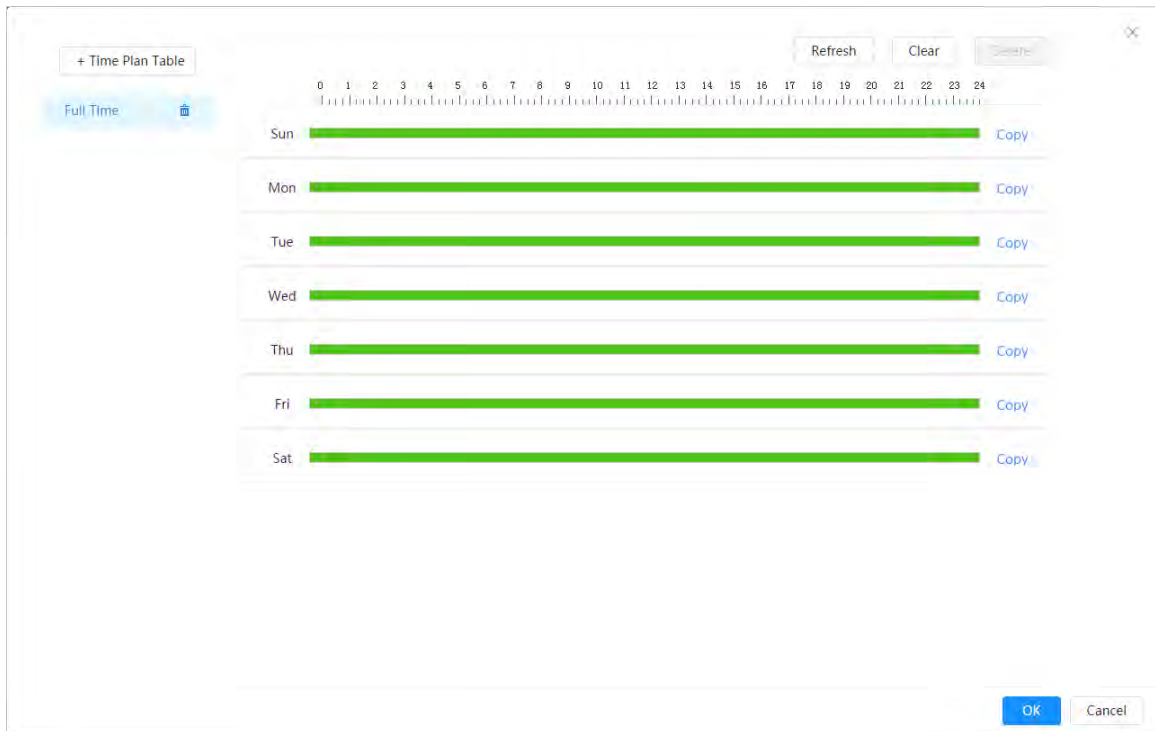 + Time Plan Table
Refresh Clear Delete
Full Time
0 1 2 3 4 5 6 7 8 9 10 11 12 13 14 15 16 17 18 19 20 21 22 23 24
Sun Copy
Mon Copy
Tue Copy
Wed Copy
Thu Copy
Fri Copy
Sat Copy
OK Cancel